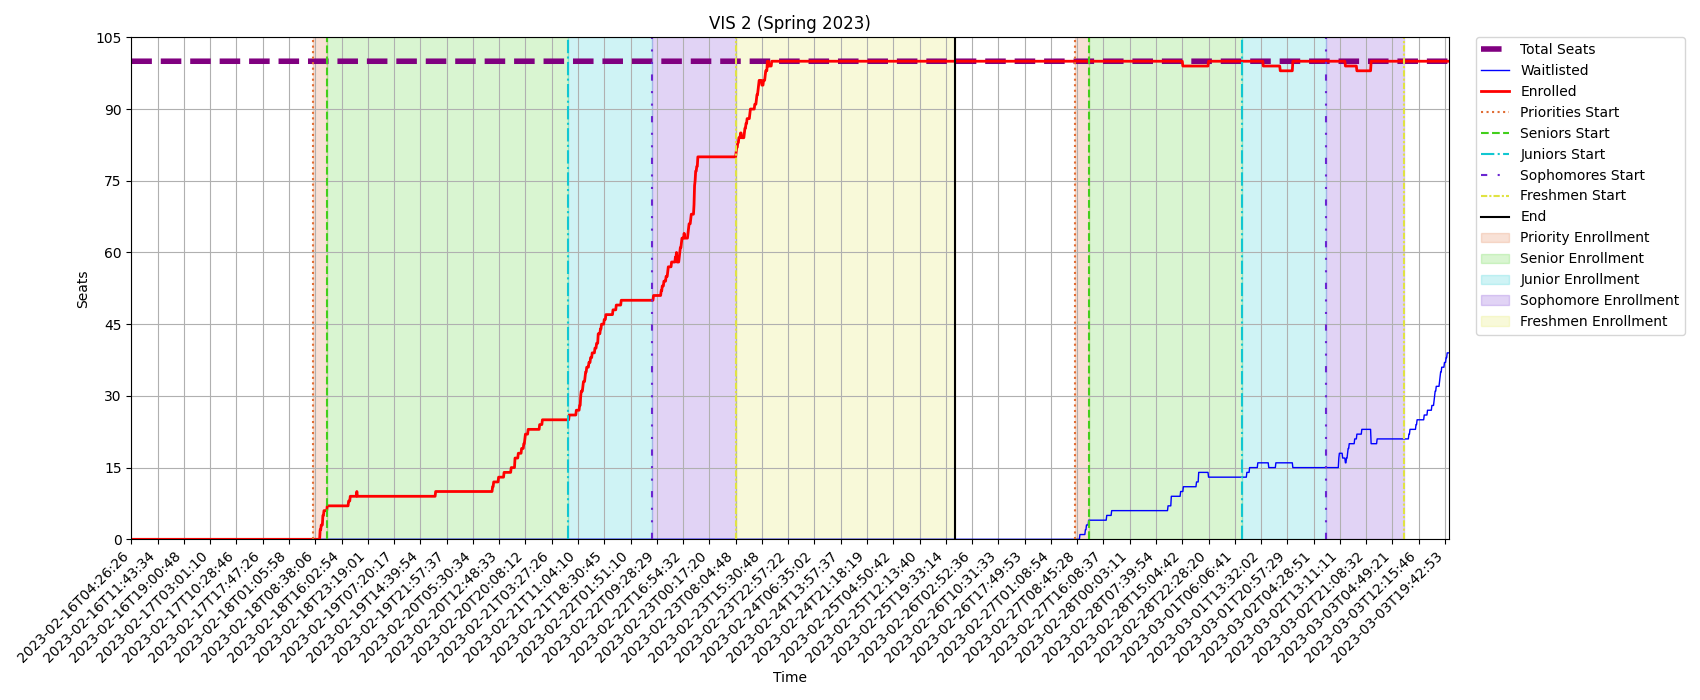 VIS 2 (Spring 2023)
105
90
75
60
45
30
15
0
Seats
2023-02-16T04:26:26
2023-02-16T11:43:34
2023-02-16T19:00:48
2023-02-17T03:01:10
2023-02-17T10:28:46
2023-02-17T17:47:26
2023-02-18T01:05:58
2023-02-18T08:38:06
2023-02-18T16:02:54
2023-02-18T23:19:01
2023-02-19T07:20:17
2023-02-19T14:39:54
2023-02-19T21:57:37
2023-02-20T05:30:34
2023-02-20T12:48:33
2023-02-20T20:08:12
2023-02-21T03:27:26
2023-02-21T11:04:10
2023-02-21T18:30:45
2023-02-22T01:51:10
2023-02-22T09:28:29
2023-02-22T16:54:32
2023-02-23T00:17:20
2023-02-23T08:04:48
2023-02-23T15:30:48
2023-02-23T22:57:22
2023-02-24T06:35:02
2023-02-24T13:57:37
2023-02-24T21:18:19
2023-02-25T04:50:42
2023-02-25T12:13:40
2023-02-25T19:33:14
2023-02-26T02:52:36
2023-02-26T10:31:33
2023-02-26T17:49:53
2023-02-27T01:08:54
2023-02-27T08:45:28
2023-02-27T16:08:37
2023-02-28T00:03:11
2023-02-28T07:39:54
2023-02-28T15:04:42
2023-02-28T22:28:20
2023-03-01T06:06:41
2023-03-01T13:32:02
2023-03-01T20:57:29
2023-03-02T04:28:51
2023-03-02T13:11:11
2023-03-02T21:08:32
2023-03-03T04:49:21
2023-03-03T12:15:46
2023-03-03T19:42:53
Time
Total Seats
Waitlisted
Enrolled
Priorities Start
Seniors Start
Juniors Start
Sophomores Start
Freshmen Start
End
Priority Enrollment
Senior Enrollment
Junior Enrollment
Sophomore Enrollment
Freshmen Enrollment